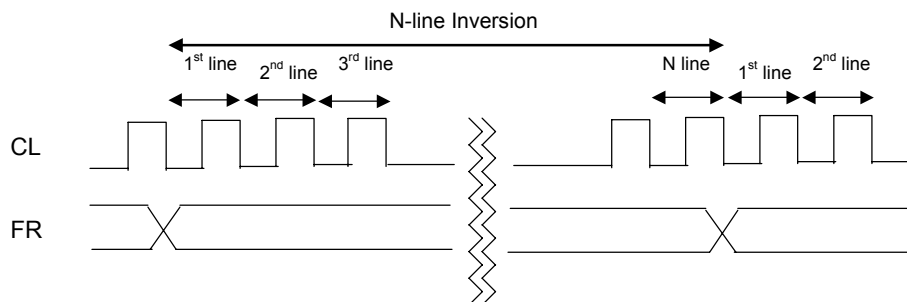 N-line Inversion
1st line
2nd line
3rd line
N line
1st line
2nd line
CL
FR